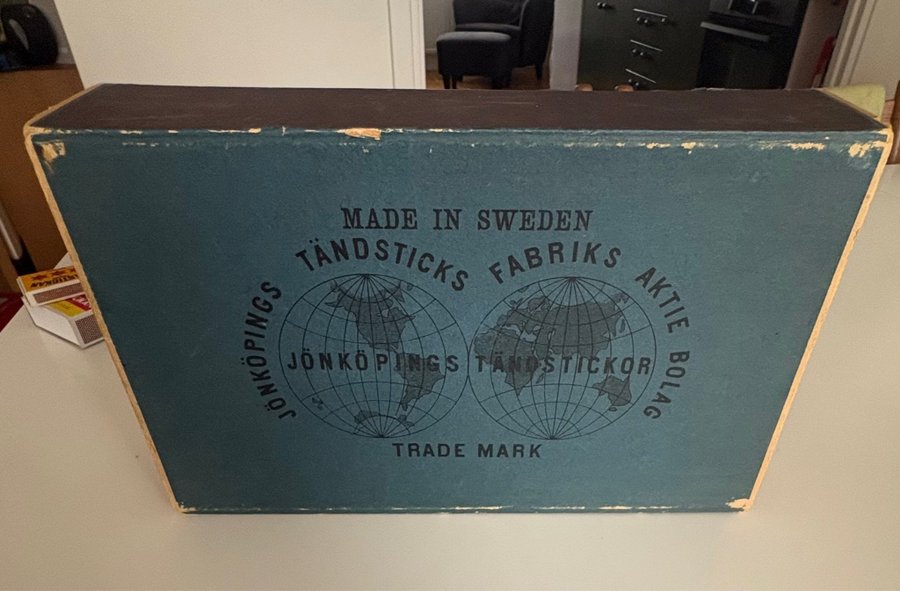 MADE IN SWEDEN
JÖNKÖPINGS TÄNDSTICKS FABRIKS AKTIE BOLAG
JÖNKÖPINGS TÄNDSTICKOR
TRADE MARK